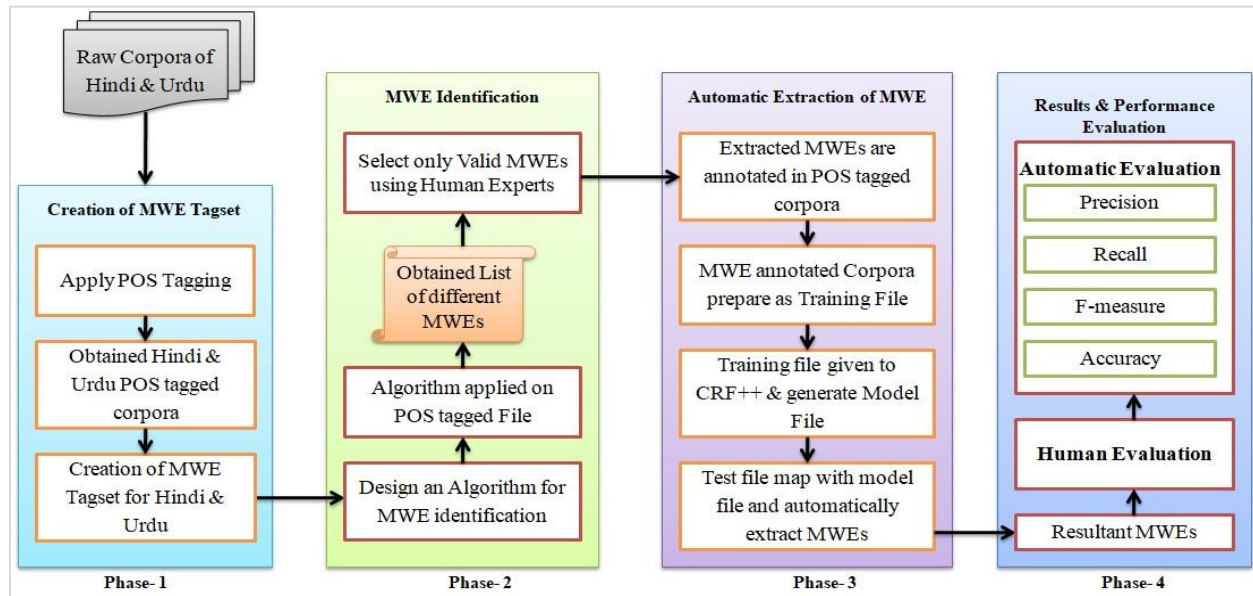 Raw Corpora of
Hindi & Urdu
Creation of MWE Tagset
Apply POS Tagging
Obtained Hindi &
Urdu POS tagged
corpora
Creation of MWE
Tagset for Hindi &
Urdu
Phase- 1
MWE Identification
Select only Valid MWEs
using Human Experts
Obtained List
of different
MWEs
Algorithm applied on
POS tagged File
Design an Algorithm for
MWE identification
Phase- 2
Automatic Extraction of MWE
Extracted MWEs are
annotated in POS tagged
corpora
MWE annotated Corpora
prepare as Training File
Training file given to
CRF++ & generate Model
File
Test file map with model
file and automatically
extract MWEs
Phase- 3
Results & Performance
Evaluation
Automatic Evaluation
Precision
Recall
F-measure
Accuracy
Human Evaluation
Resultant MWEs
Phase- 4